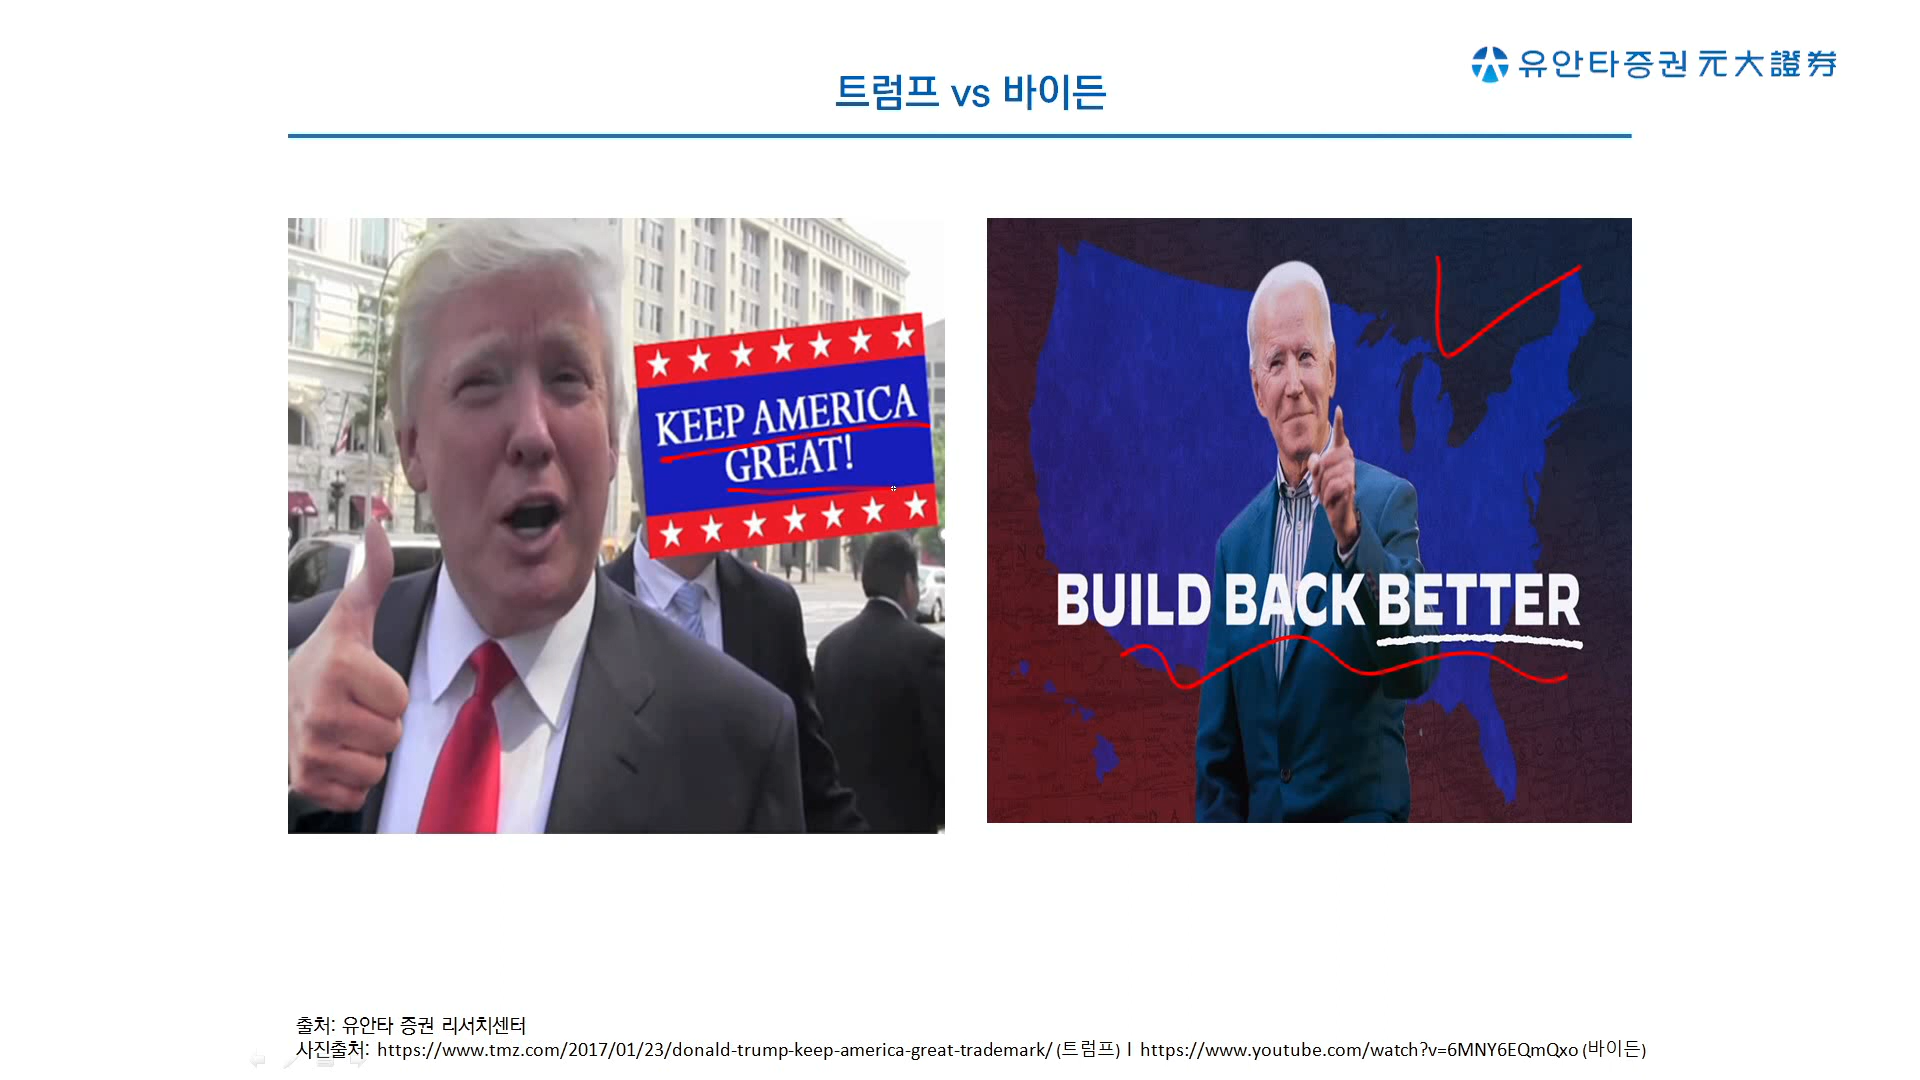 유안타증권 元大證券
트럼프 vs 바이든
KEEP AMERICA
GREAT!
BUILD BACK BETTER
출처: 유안타 증권 리서치센터
사진출처: https://www.tmz.com/2017/01/23/donald-trump-keep-america-great-trademark/ (트럼프) l https://www.youtube.com/watch?v=6MNY6EQmQxo (바이든)